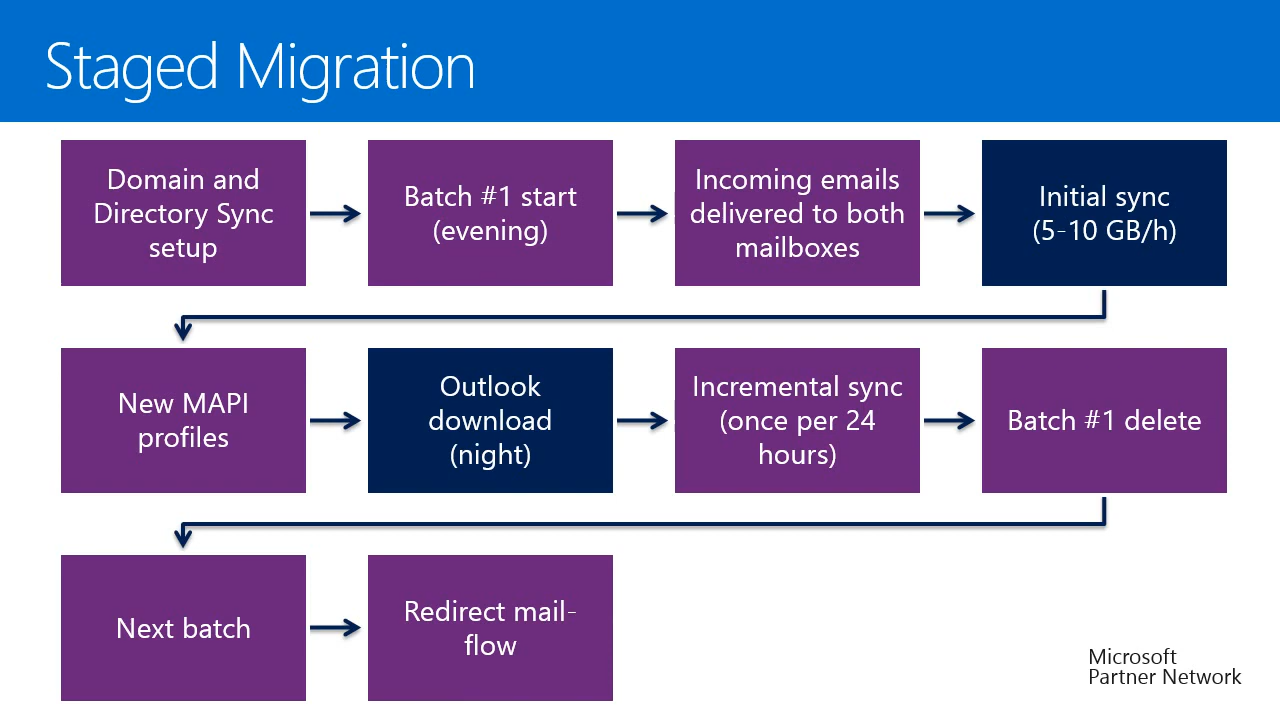 Staged Migration
Domain and
Directory Sync
setup
Batch #1 start
(evening)
Incoming emails
delivered to both
mailboxes
Initial sync
(5-10 GB/h)
New MAPI
profiles
Outlook
download
(night)
Incremental sync
(once per 24
hours)
Batch #1 delete
Next batch
Redirect mail-
flow
Microsoft
Partner Network